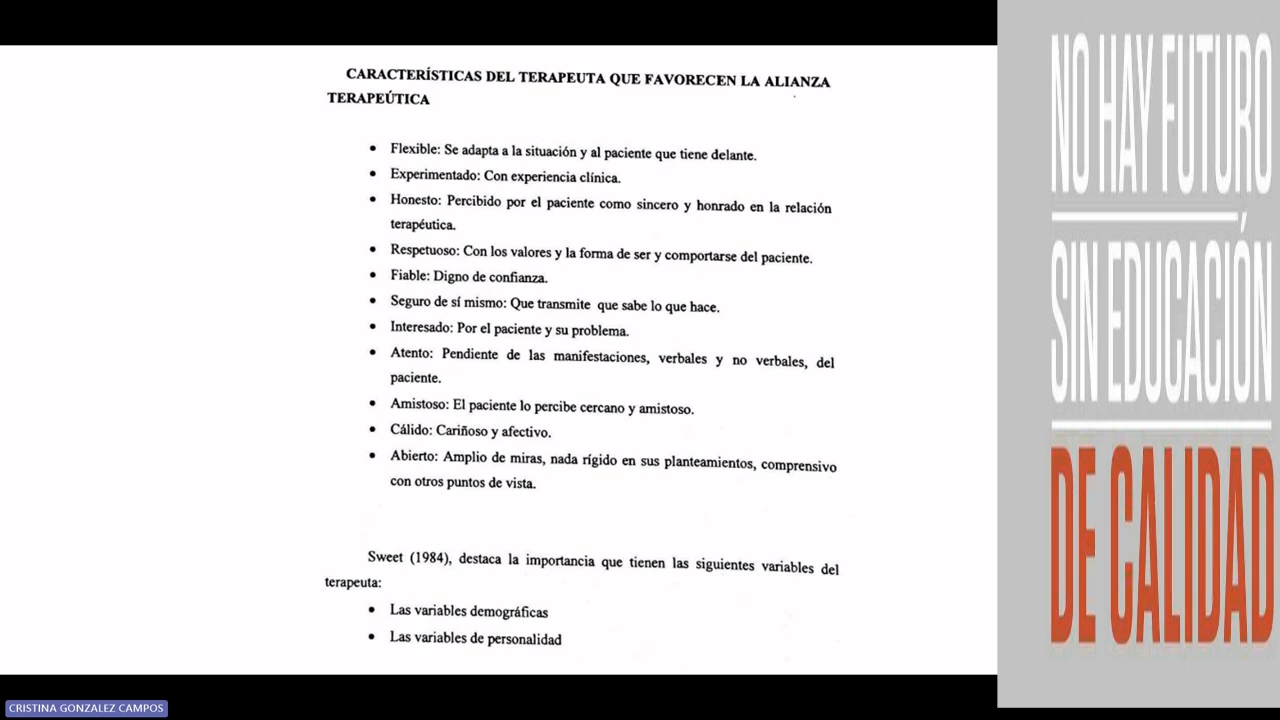 CARACTERÍSTICAS DEL TERAPEUTA QUE FAVORECEN LA ALIANZA
TERAPEÚTICA
• Flexible: Se adapta a la situación y al paciente que tiene delante.
• Experimentado: Con experiencia clínica.
• Honesto: Percibido por el paciente como sincero y honrado en la relación
terapéutica.
• Respetuoso: Con los valores y la forma de ser y comportarse del paciente.
• Fiable: Digno de confianza.
• Seguro de sí mismo: Que transmite que sabe lo que hace.
• Interesado: Por el paciente y su problema.
• Atento: Pendiente de las manifestaciones, verbales y no verbales, del
paciente.
• Amistoso: El paciente lo percibe cercano y amistoso.
• Cálido: Cariñoso y afectivo.
• Abierto: Amplio de miras, nada rígido en sus planteamientos, comprensivo
con otros puntos de vista.
Sweet (1984), destaca la importancia que tienen las siguientes variables del
terapeuta:
• Las variables demográficas
• Las variables de personalidad
NO HAY FUTURO
SIN EDUCACIÓN
DE CALIDAD
CRISTINA GONZALEZ CAMPOS